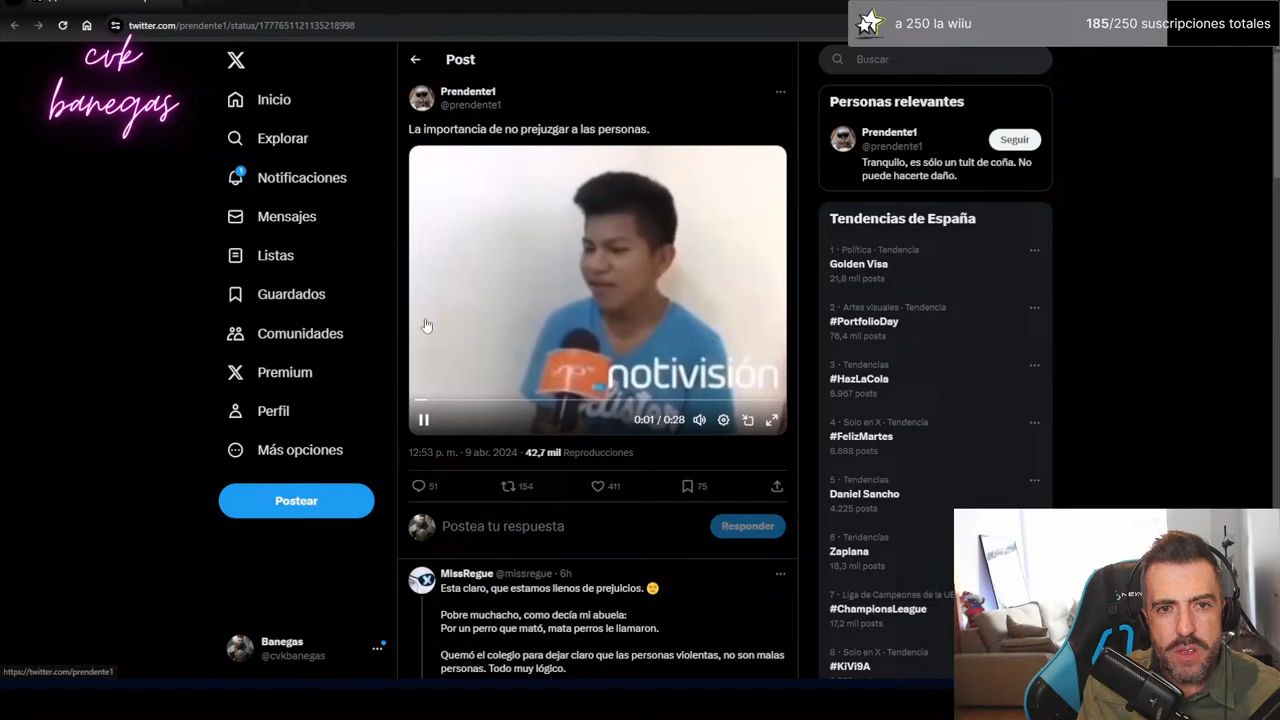 twitter.com/prendente1/status/1777651121135218998
a 250 la wiiu
185/250 suscripciones totales
cvk
banegas
Inicio
Explorar
1
Notificaciones
Mensajes
Listas
Guardados
Comunidades
Premium
Perfil
Más opciones
Postear
Banegas
@cvkbanegas
https://twitter.com/prendente1
Post
Prendente1
@prendente1
La importancia de no prejuzgar a las personas.
notivisión
0:01 / 0:28
12:53 p. m. · 9 abr. 2024 · 42,7 mil Reproducciones
51
154
411
75
Postea tu respuesta
Responder
MissRegue @missregue · 6h
Esta claro, que estamos llenos de prejuicios.
Pobre muchacho, como decía mi abuela:
Por un perro que mató, mata perros le llamaron.
Quemó el colegio para dejar claro que las personas violentas, no son malas
personas. Todo muy lógico.
Buscar
Personas relevantes
Prendente1
@prendente1
Seguir
Tranquilo, es sólo un tuit de coña. No
puede hacerte daño.
Tendencias de España
1 · Política · Tendencia
Golden Visa
21,8 mil posts
2 · Artes visuales · Tendencia
#PortfolioDay
76,4 mil posts
3 · Tendencias
#HazLaCola
8.967 posts
4 · Solo en X · Tendencia
#FelizMartes
8.688 posts
5 · Tendencias
Daniel Sancho
4.225 posts
6 · Tendencia
Zaplana
18,3 mil posts
7 · Liga de Campeones de la UE
#ChampionsLeague
17,2 mil posts
8 · Solo en X · Tendencia
#KiVi9A